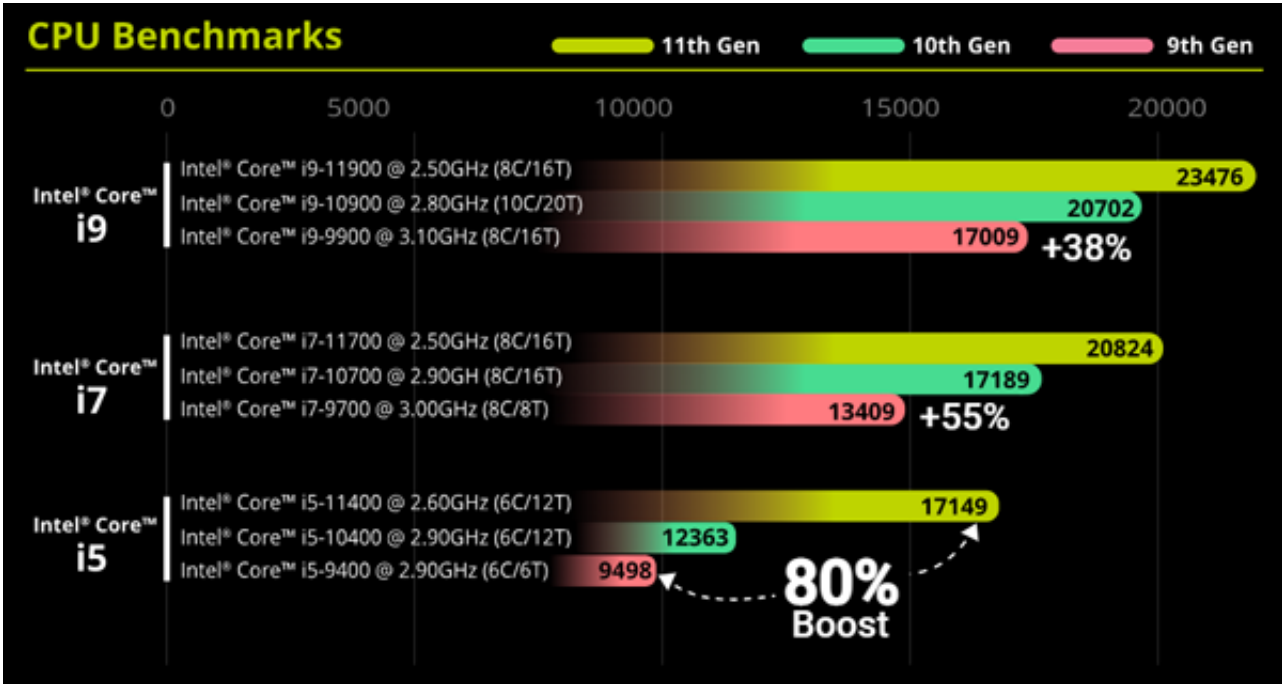 CPU Benchmarks
11th Gen 10th Gen 9th Gen
0 5000 10000 15000 20000
Intel® Core™ i9
Intel® Core™ i9-11900 @ 2.50GHz (8C/16T) 23476
Intel® Core™ i9-10900 @ 2.80GHz (10C/20T) 20702
Intel® Core™ i9-9900 @ 3.10GHz (8C/16T) 17009
+38%
Intel® Core™ i7
Intel® Core™ i7-11700 @ 2.50GHz (8C/16T) 20824
Intel® Core™ i7-10700 @ 2.90GH (8C/16T) 17189
Intel® Core™ i7-9700 @ 3.00GHz (8C/8T) 13409
+55%
Intel® Core™ i5
Intel® Core™ i5-11400 @ 2.60GHz (6C/12T) 17149
Intel® Core™ i5-10400 @ 2.90GHz (6C/12T) 12363
Intel® Core™ i5-9400 @ 2.90GHz (6C/6T) 9498
80%
Boost